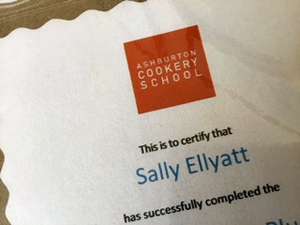 ASHBURTON
COOKERY
SCHOOL
This is to certify that
Sally Ellyatt
has successfully completed the